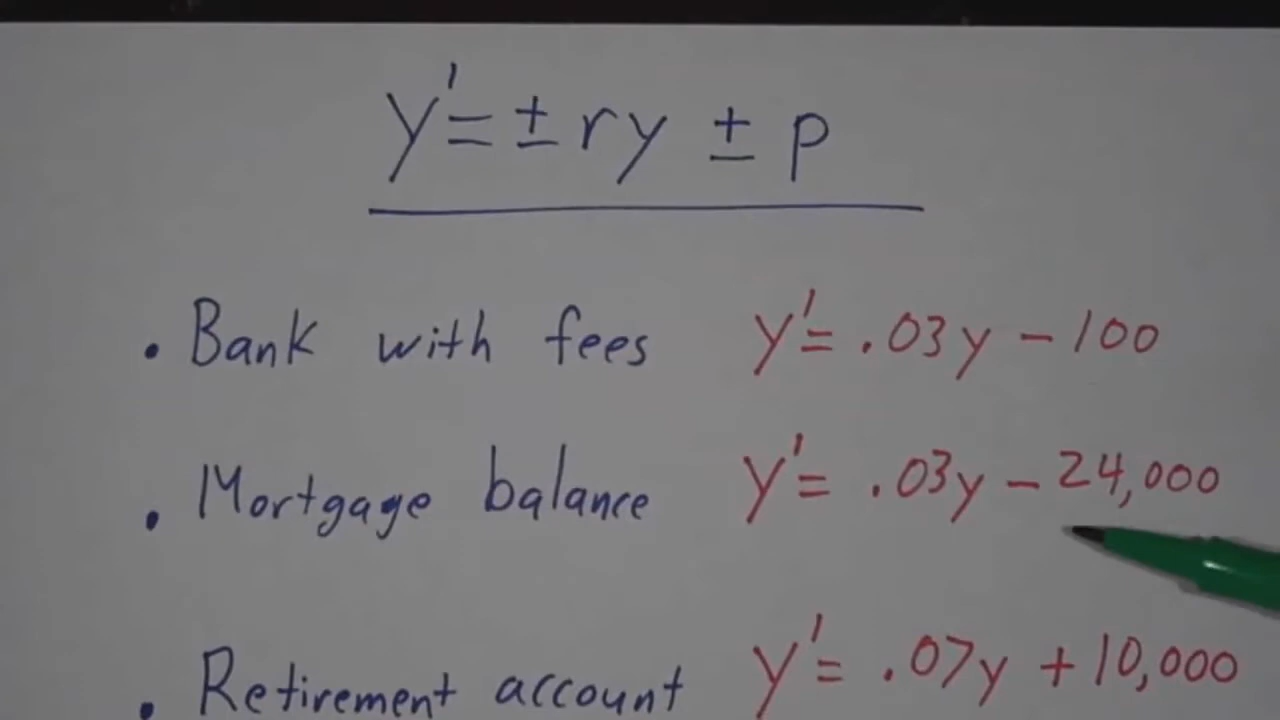 y' = ± ry ± p
• Bank with fees y' = .03y - 100
• Mortgage balance y' = .03y - 24,000
• Retirement account y' = .07y + 10,000